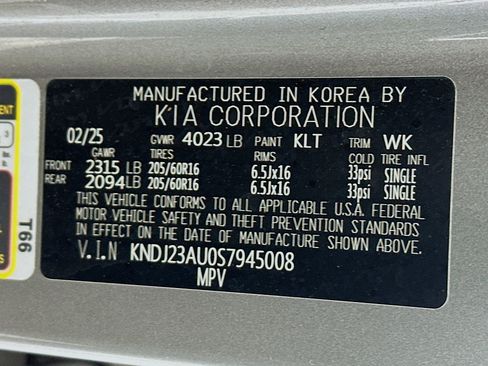 MANUFACTURED IN KOREA BY
KIA CORPORATION
02/25 GVWR 4023 LB PAINT KLT TRIM WK
GAWR TIRES RIMS COLD TIRE INFL
FRONT 2315 LB 205/60R16 6.5Jx16 33psi SINGLE
REAR 2094 LB 205/60R16 6.5Jx16 33psi SINGLE
THIS VEHICLE CONFORMS TO ALL APPLICABLE U.S.A. FEDERAL
MOTOR VEHICLE SAFETY AND THEFT PREVENTION STANDARDS
IN EFFECT ON THE DATE OF MANUFACTURE SHOWN ABOVE.
V.I.N KNDJ23AU0S7945008
MPV
T66